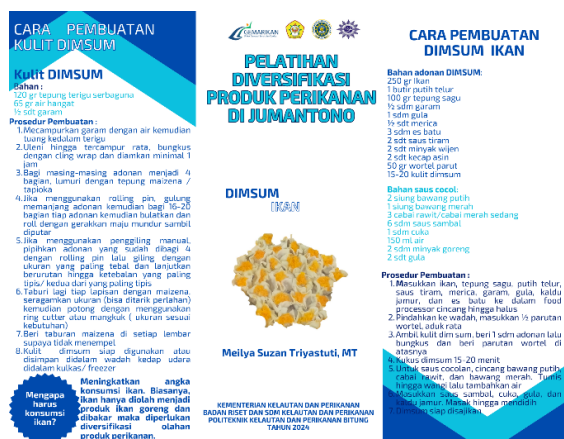 CARA PEMBUATAN
KULIT DIMSUM
Kulit DIMSUM
Bahan :
120 gr tepung terigu serbaguna
65 gr air hangat
½ sdt garam
Prosedur Pembuatan :
1. Mecampurkan garam dengan air kemudian
tuang kedalam terigu
2. Uleni hingga tercampur rata, bungkus
dengan cling wrap dan diamkan minimal 1
jam
3. Bagi masing-masing adonan menjadi 4
bagian, lumuri dengan tepung maizena /
tapioka
4. Jika menggunakan rolling pin, gulung
memanjang adonan kemudian bagi 16-20
bagian tiap adonan kemudian bulatkan dan
roll dengan gerakkan maju mundur sambil
diputar
5. Jika menggunakan penggiling manual,
pipihkan adonan yang sudah dibagi 4
dengan rolling pin lalu giling dengan
ukuran yang paling tebal dan lanjutkan
berurutan hingga ketebalan yang paling
tipis/ kedua dari yang paling tipis
6. Taburi lagi tiap lapisan dengan maizena,
seragamkan ukuran (bisa ditarik perlahan)
kemudian potong dengan menggunakan
ring cutter atau mangkuk ( ukuran sesuai
kebutuhan)
7. Beri taburan maizena di setiap lembar
supaya tidak menempel
8. Kulit dimsum siap digunakan atau
disimpan didalam wadah kedap udara
didalam kulkas/ freezer
Mengapa
harus
konsumsi
ikan?
Meningkatkan angka
konsumsi ikan. Biasanya,
ikan hanya diolah menjadi
produk ikan goreng dan
dibakar maka diperlukan
diversifikasi olahan
produk perikanan.
GEMARIKAN
PELATIHAN
DIVERSIFIKASI
PRODUK PERIKANAN
DI JUMANTONO
DIMSUM
IKAN
Meilya Suzan Triyastuti, MT
KEMENTERIAN KELAUTAN DAN PERIKANAN
BADAN RISET DAN SDM KELAUTAN DAN PERIKANAN
POLITEKNIK KELAUTAN DAN PERIKANAN BITUNG
TAHUN 2024
CARA PEMBUATAN
DIMSUM IKAN
Bahan adonan DIMSUM:
250 gr ikan
1 butir putih telur
100 gr tepung sagu
½ sdm garam
1 sdm gula
½ sdt merica
3 sdm es batu
2 sdt saus tiram
2 sdt minyak wijen
2 sdt kecap asin
50 gr wortel parut
15-20 kulit dimsum
Bahan saus cocol:
2 siung bawang putih
1 siung bawang merah
3 cabai rawit/cabai merah sedang
6 sdm saus sambal
1 sdm cuka
150 ml air
2 sdm minyak goreng
2 sdt gula
Prosedur Pembuatan :
1. Masukkan ikan, tepung sagu, putih telur,
saus tiram, merica, garam, gula, kaldu
jamur, dan es batu ke dalam food
processor cincing hingga halus
2. Pindahkan ke wadah, masukkan ½ parutan
wortel, aduk rata
3. Ambil kulit dim sum, beri 1 sdm adonan lalu
bungkus dan beri parutan wortel di
atasnya
4. Kukus dimsum 15-20 menit
5. Untuk saus cocolan, cincang bawang putih,
cabai rawit, dan bawang merah. Tumis
hingga wangi lalu tambahkan air
6. Masukkan saus sambal, cuka, gula, dan
kaldu jamur. Masak hingga mendidih
7. Dimsum siap disajikan